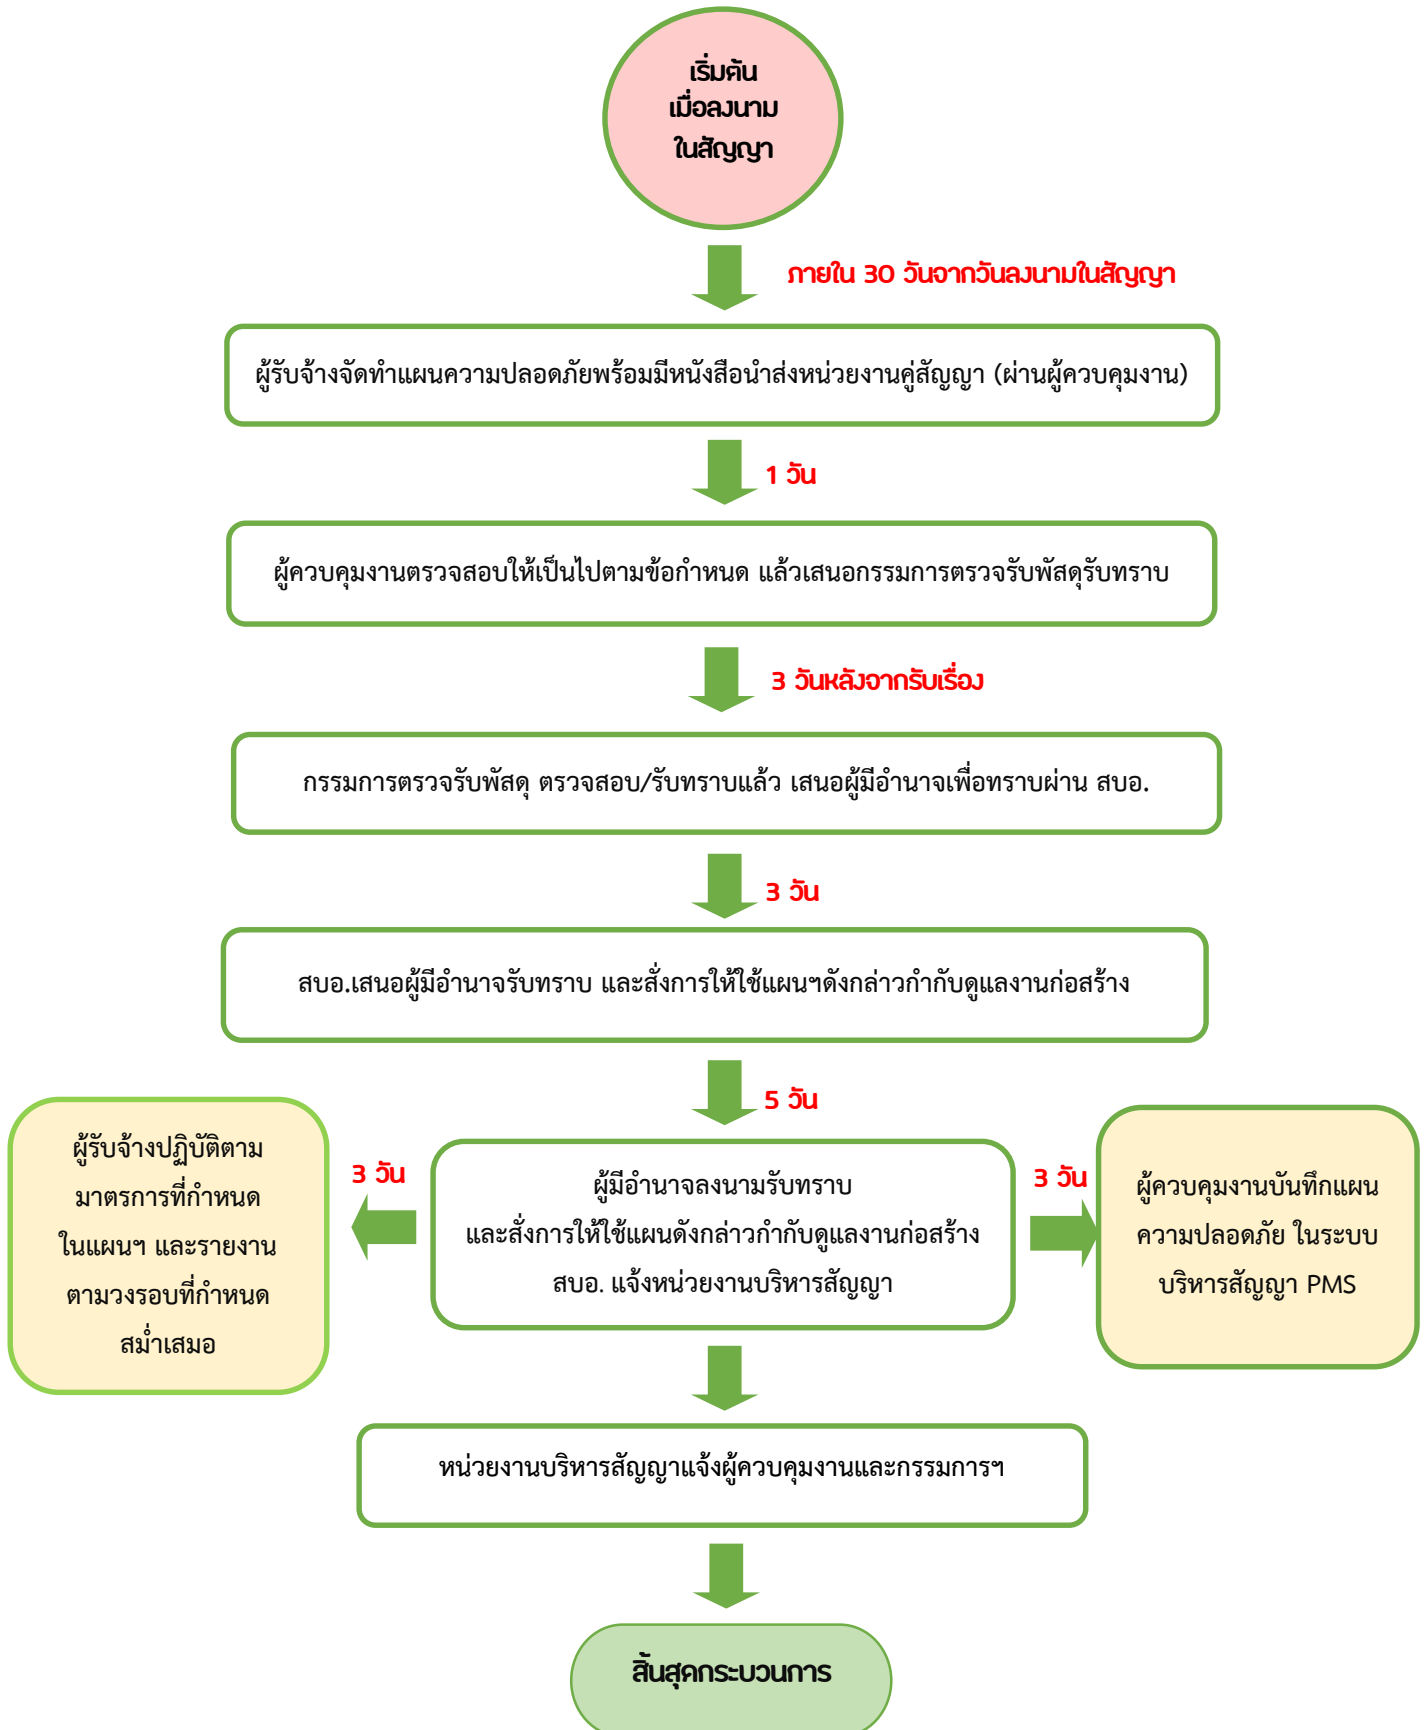 เริ่มต้น
เมื่อลงนาม
ในสัญญา
ภายใน 30 วันจากวันลงนามในสัญญา
ผู้รับจ้างจัดทำแผนความปลอดภัยพร้อมมีหนังสือนำส่งหน่วยงานคู่สัญญา (ผ่านผู้ควบคุมงาน)
1 วัน
ผู้ควบคุมงานตรวจสอบให้เป็นไปตามข้อกำหนด แล้วเสนอกรรมการตรวจรับพัสดุรับทราบ
3 วันหลังจากรับเรื่อง
กรรมการตรวจรับพัสดุ ตรวจสอบ/รับทราบแล้ว เสนอผู้มีอำนาจเพื่อทราบผ่าน สบอ.
3 วัน
สบอ.เสนอผู้มีอำนาจรับทราบ และสั่งการให้ใช้แผนฯดังกล่าวกำกับดูแลงานก่อสร้าง
5 วัน
ผู้รับจ้างปฏิบัติตาม
มาตรการที่กำหนด
ในแผนฯ และรายงาน
ตามวงรอบที่กำหนด
สม่ำเสมอ
3 วัน
ผู้มีอำนาจลงนามรับทราบ
และสั่งการให้ใช้แผนดังกล่าวกำกับดูแลงานก่อสร้าง
สบอ. แจ้งหน่วยงานบริหารสัญญา
3 วัน
ผู้ควบคุมงานบันทึกแผน
ความปลอดภัย ในระบบ
บริหารสัญญา PMS
หน่วยงานบริหารสัญญาแจ้งผู้ควบคุมงานและกรรมการฯ
สิ้นสุดกระบวนการ